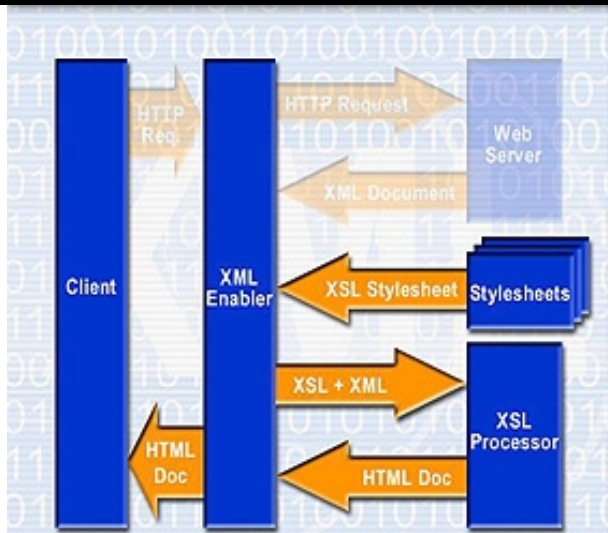 HTTP
Req.
HTTP Request
Web
Server
XML Document
Client
XML
Enabler
XSL Stylesheet
Stylesheets
XSL + XML
XSL
Processor
HTML
Doc
HTML Doc